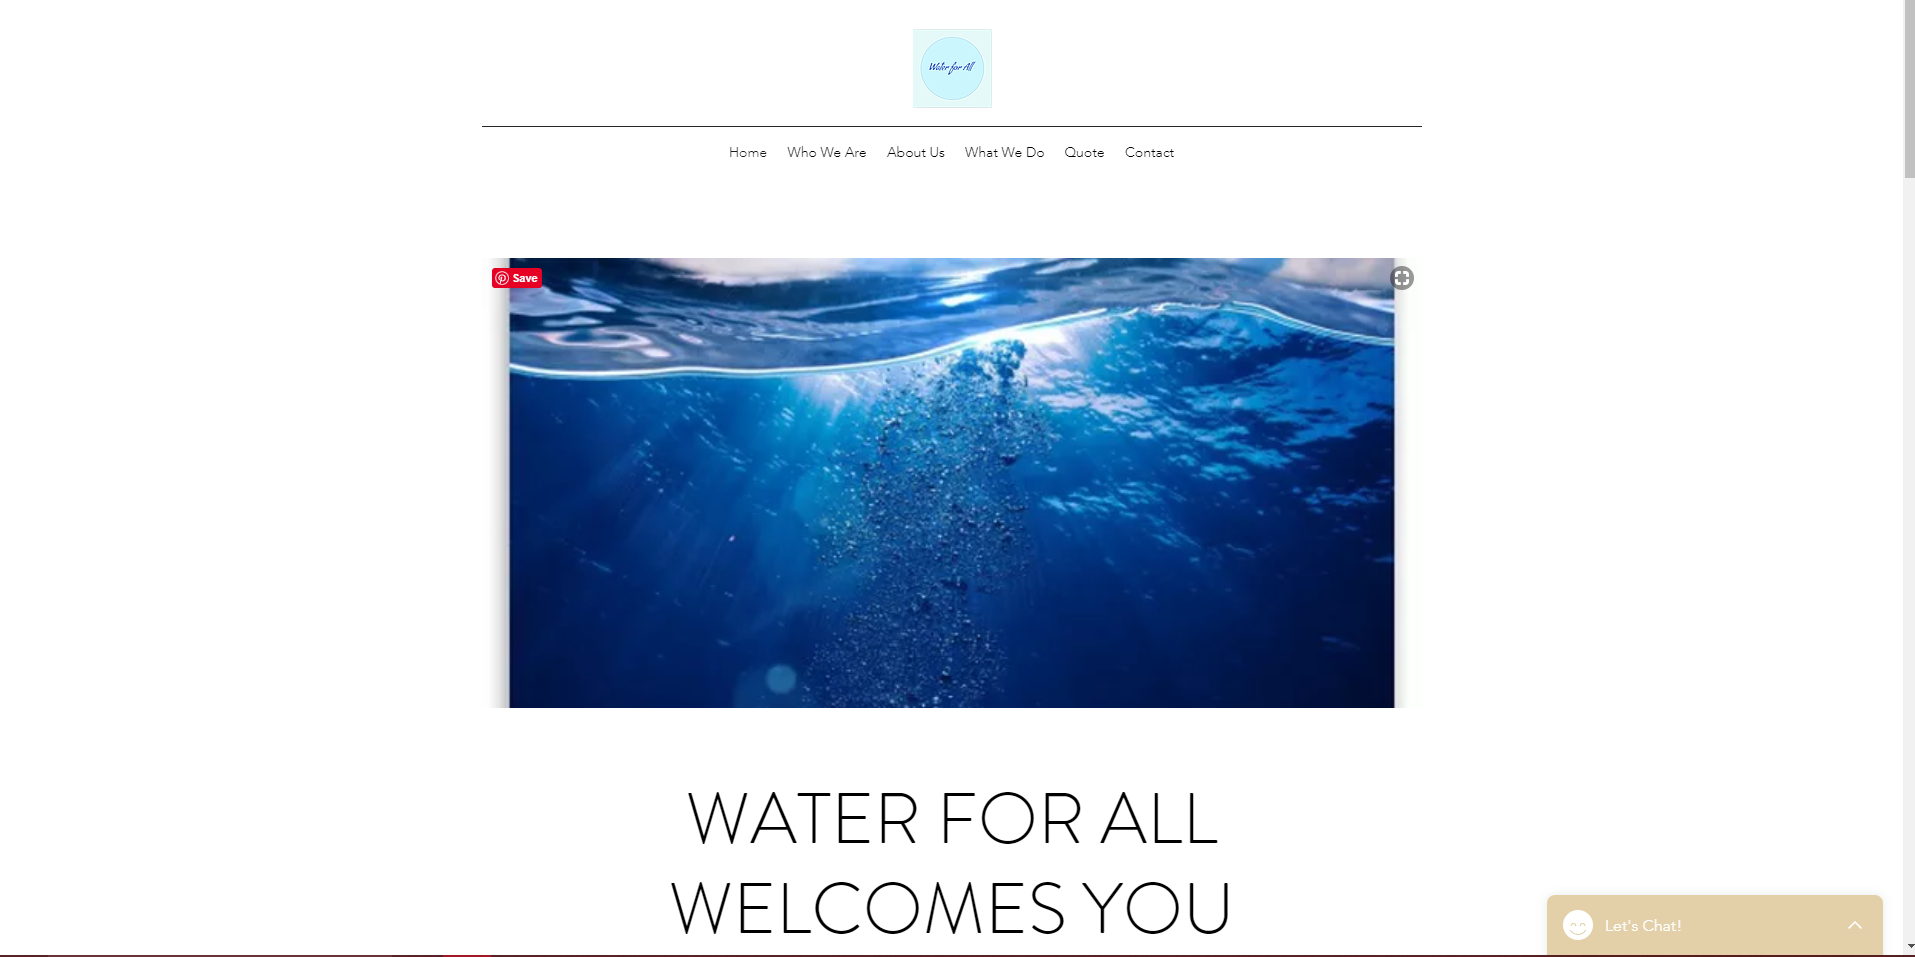 Water for All
Home Who We Are About Us What We Do Quote Contact
Save
WATER FOR ALL
WELCOMES YOU
Let's Chat!